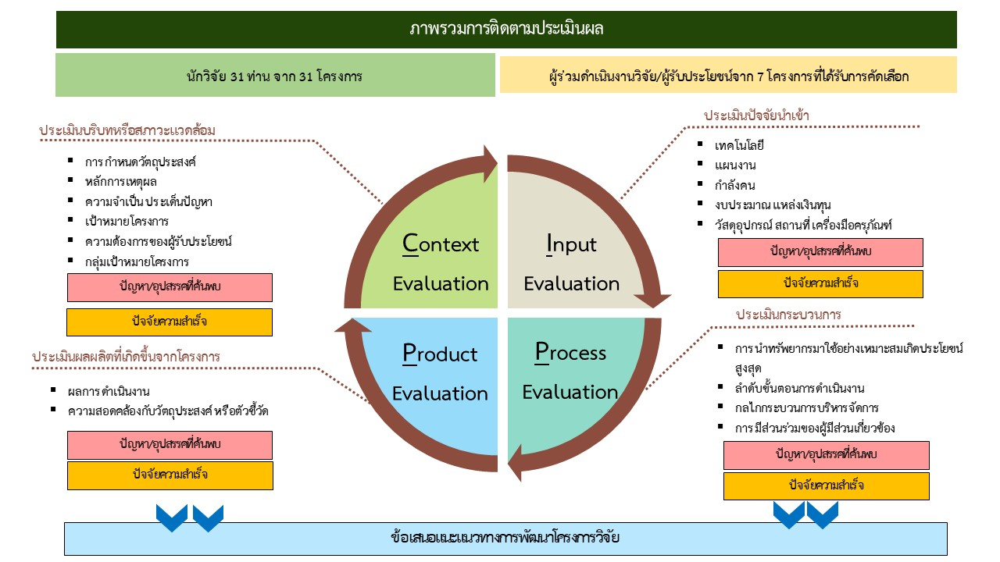 ภาพรวมการติดตามประเมินผล
นักวิจัย 31 ท่าน จาก 31 โครงการ
ผู้ร่วมดำเนินงานวิจัย/ผู้รับประโยชน์จาก 7 โครงการที่ได้รับการคัดเลือก
ประเมินบริบทหรือสภาวะแวดล้อม
▪ การกำหนดวัตถุประสงค์
▪ หลักการเหตุผล
▪ ความจำเป็น ประเด็นปัญหา
▪ เป้าหมายโครงการ
▪ ความต้องการของผู้รับประโยชน์
▪ กลุ่มเป้าหมายโครงการ
ปัญหา/อุปสรรคที่ค้นพบ
ปัจจัยความสำเร็จ
ประเมินปัจจัยนำเข้า
▪ เทคโนโลยี
▪ แผนงาน
▪ กำลังคน
▪ งบประมาณ แหล่งเงินทุน
▪ วัสดุอุปกรณ์ สถานที่ เครื่องมือครุภัณฑ์
ปัญหา/อุปสรรคที่ค้นพบ
ปัจจัยความสำเร็จ
Context
Evaluation
Input
Evaluation
Product
Evaluation
Process
Evaluation
ประเมินผลผลิตที่เกิดขึ้นจากโครงการ
▪ ผลการดำเนินงาน
▪ ความสอดคล้องกับวัตถุประสงค์ หรือตัวชี้วัด
ปัญหา/อุปสรรคที่ค้นพบ
ปัจจัยความสำเร็จ
ประเมินกระบวนการ
▪ การนำทรัพยากรมาใช้อย่างเหมาะสมเกิดประโยชน์
สูงสุด
▪ ลำดับขั้นตอนการดำเนินงาน
▪ กลไกกระบวนการบริหารจัดการ
▪ การมีส่วนร่วมของผู้มีส่วนเกี่ยวข้อง
ปัญหา/อุปสรรคที่ค้นพบ
ปัจจัยความสำเร็จ
ข้อเสนอแนะแนวทางการพัฒนาโครงการวิจัย